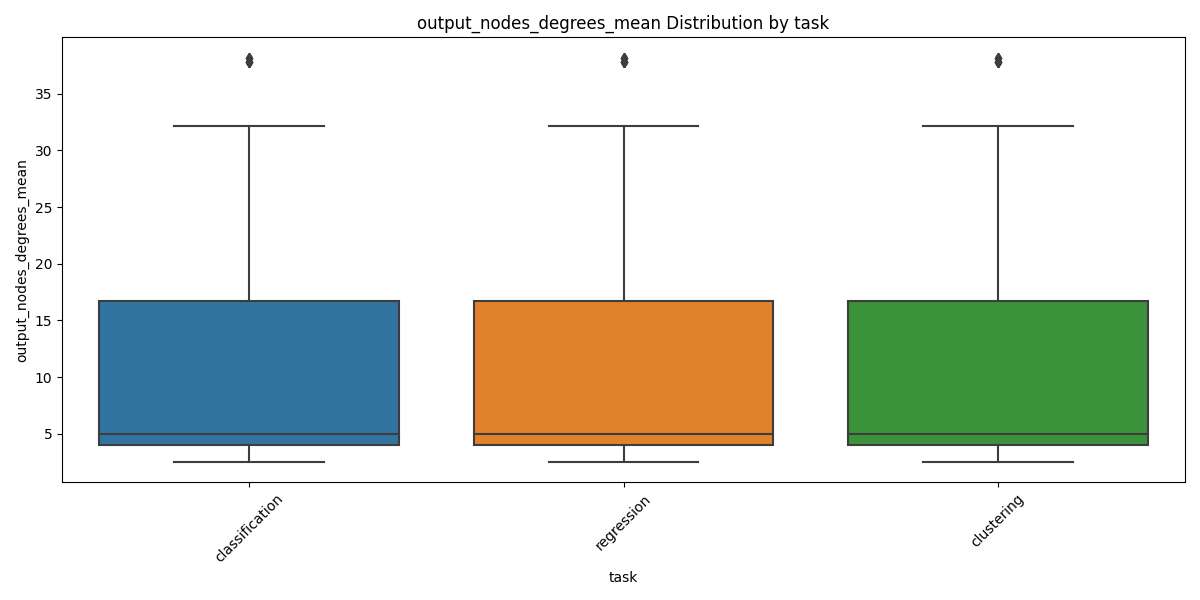 output_nodes_degrees_mean Distribution by task
output_nodes_degrees_mean
35
30
25
20
15
10
5
classification
regression
clustering
task